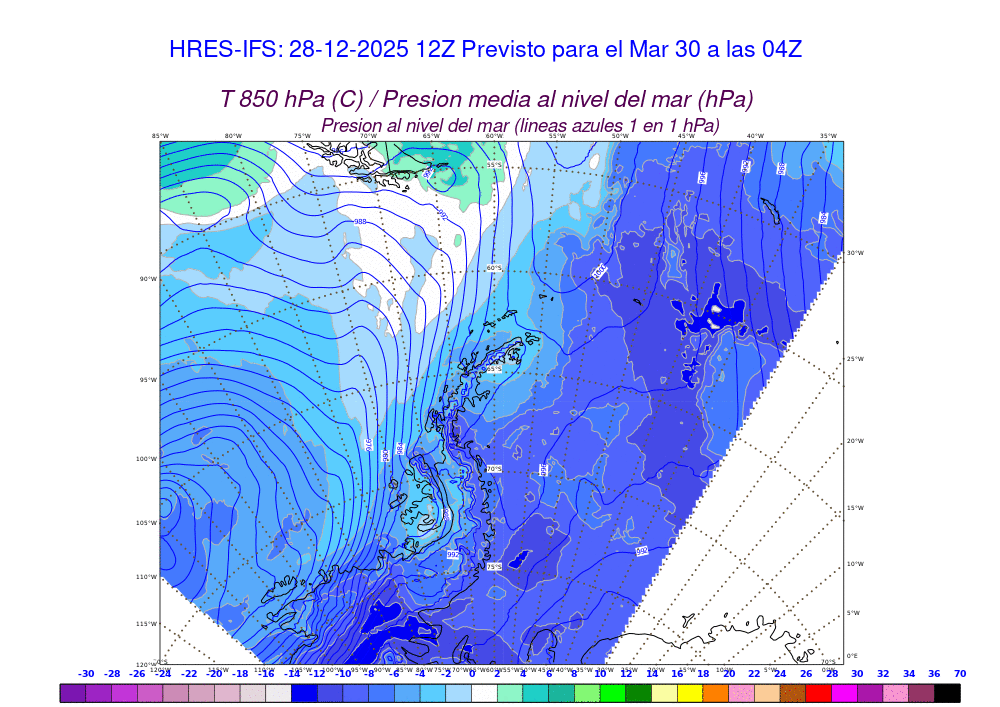 HRES-IFS: 28-12-2025 12Z Previsto para el Mar 30 a las 04Z
T 850 hPa (C) / Presion media al nivel del mar (hPa)
Presion al nivel del mar (lineas azules 1 en 1 hPa)
85°W 80°W 75°W 70°W 65°W 60°W 55°W 50°W 45°W 40°W 35°W
55°S
988
992
60°S
1000
30°W
90°W
65°S
25°W
95°W
976 980 984
20°W
100°W
70°S
996
15°W
105°W
992
992
10°W
110°W
75°S
5°W
115°W
0°E
120°W
-30 -28 -26 -24 -22 -20 -18 -16 -14 -12 -10 -8 -6 -4 -2 0 2 4 6 8 10 12 14 16 18 20 22 24 26 28 30 32 34 36 70